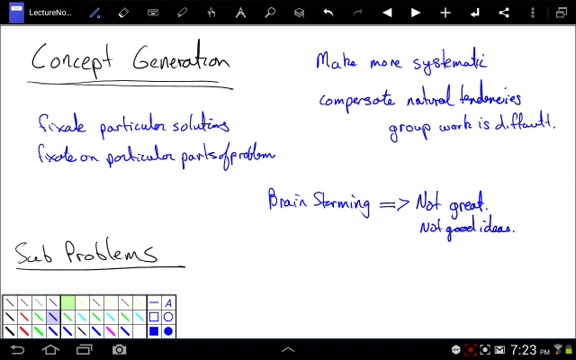 LectureNo...
Concept Generation
fixate particular solutions
fixate on particular parts of problem
Make more systematic
compensate natural tendencies
group work is difficult.
Brain Storming => Not great.
Not good ideas.
Sub Problems
A
7:23 PM